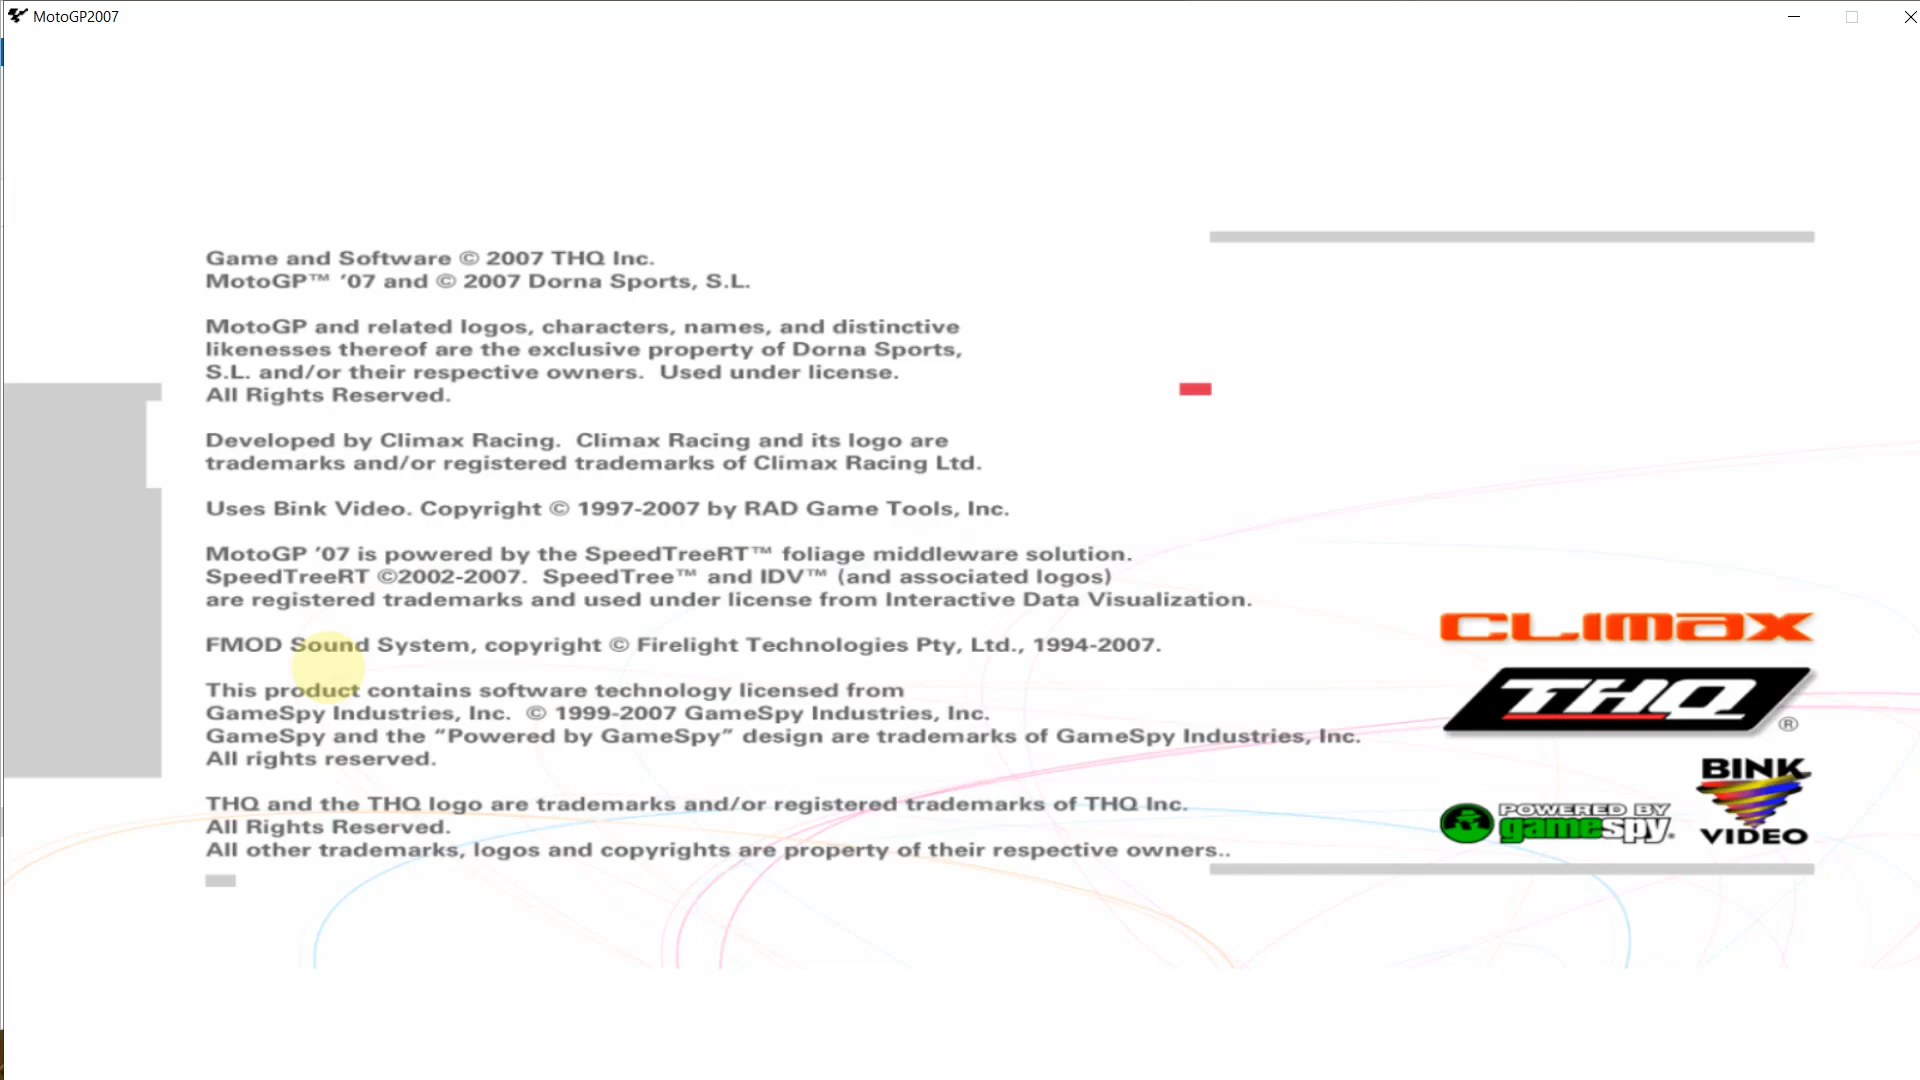 MotoGP2007
Game and Software © 2007 THQ Inc.
MotoGP™ ‘07 and © 2007 Dorna Sports, S.L.
MotoGP and related logos, characters, names, and distinctive
likenesses thereof are the exclusive property of Dorna Sports,
S.L. and/or their respective owners.  Used under license.
All Rights Reserved.
Developed by Climax Racing.  Climax Racing and its logo are
trademarks and/or registered trademarks of Climax Racing Ltd.
Uses Bink Video. Copyright © 1997-2007 by RAD Game Tools, Inc.
MotoGP ’07 is powered by the SpeedTreeRT™ foliage middleware solution.
SpeedTreeRT ©2002-2007.  SpeedTree™ and IDV™ (and associated logos)
are registered trademarks and used under license from Interactive Data Visualization.
FMOD Sound System, copyright © Firelight Technologies Pty, Ltd., 1994-2007.
This product contains software technology licensed from
GameSpy Industries, Inc.  © 1999-2007 GameSpy Industries, Inc.
GameSpy and the “Powered by GameSpy” design are trademarks of GameSpy Industries, Inc.
All rights reserved.
THQ and the THQ logo are trademarks and/or registered trademarks of THQ Inc.
All Rights Reserved.
All other trademarks, logos and copyrights are property of their respective owners..
CLIMAX
THQ ®
POWERED BY
gamespy.
BINK
VIDEO